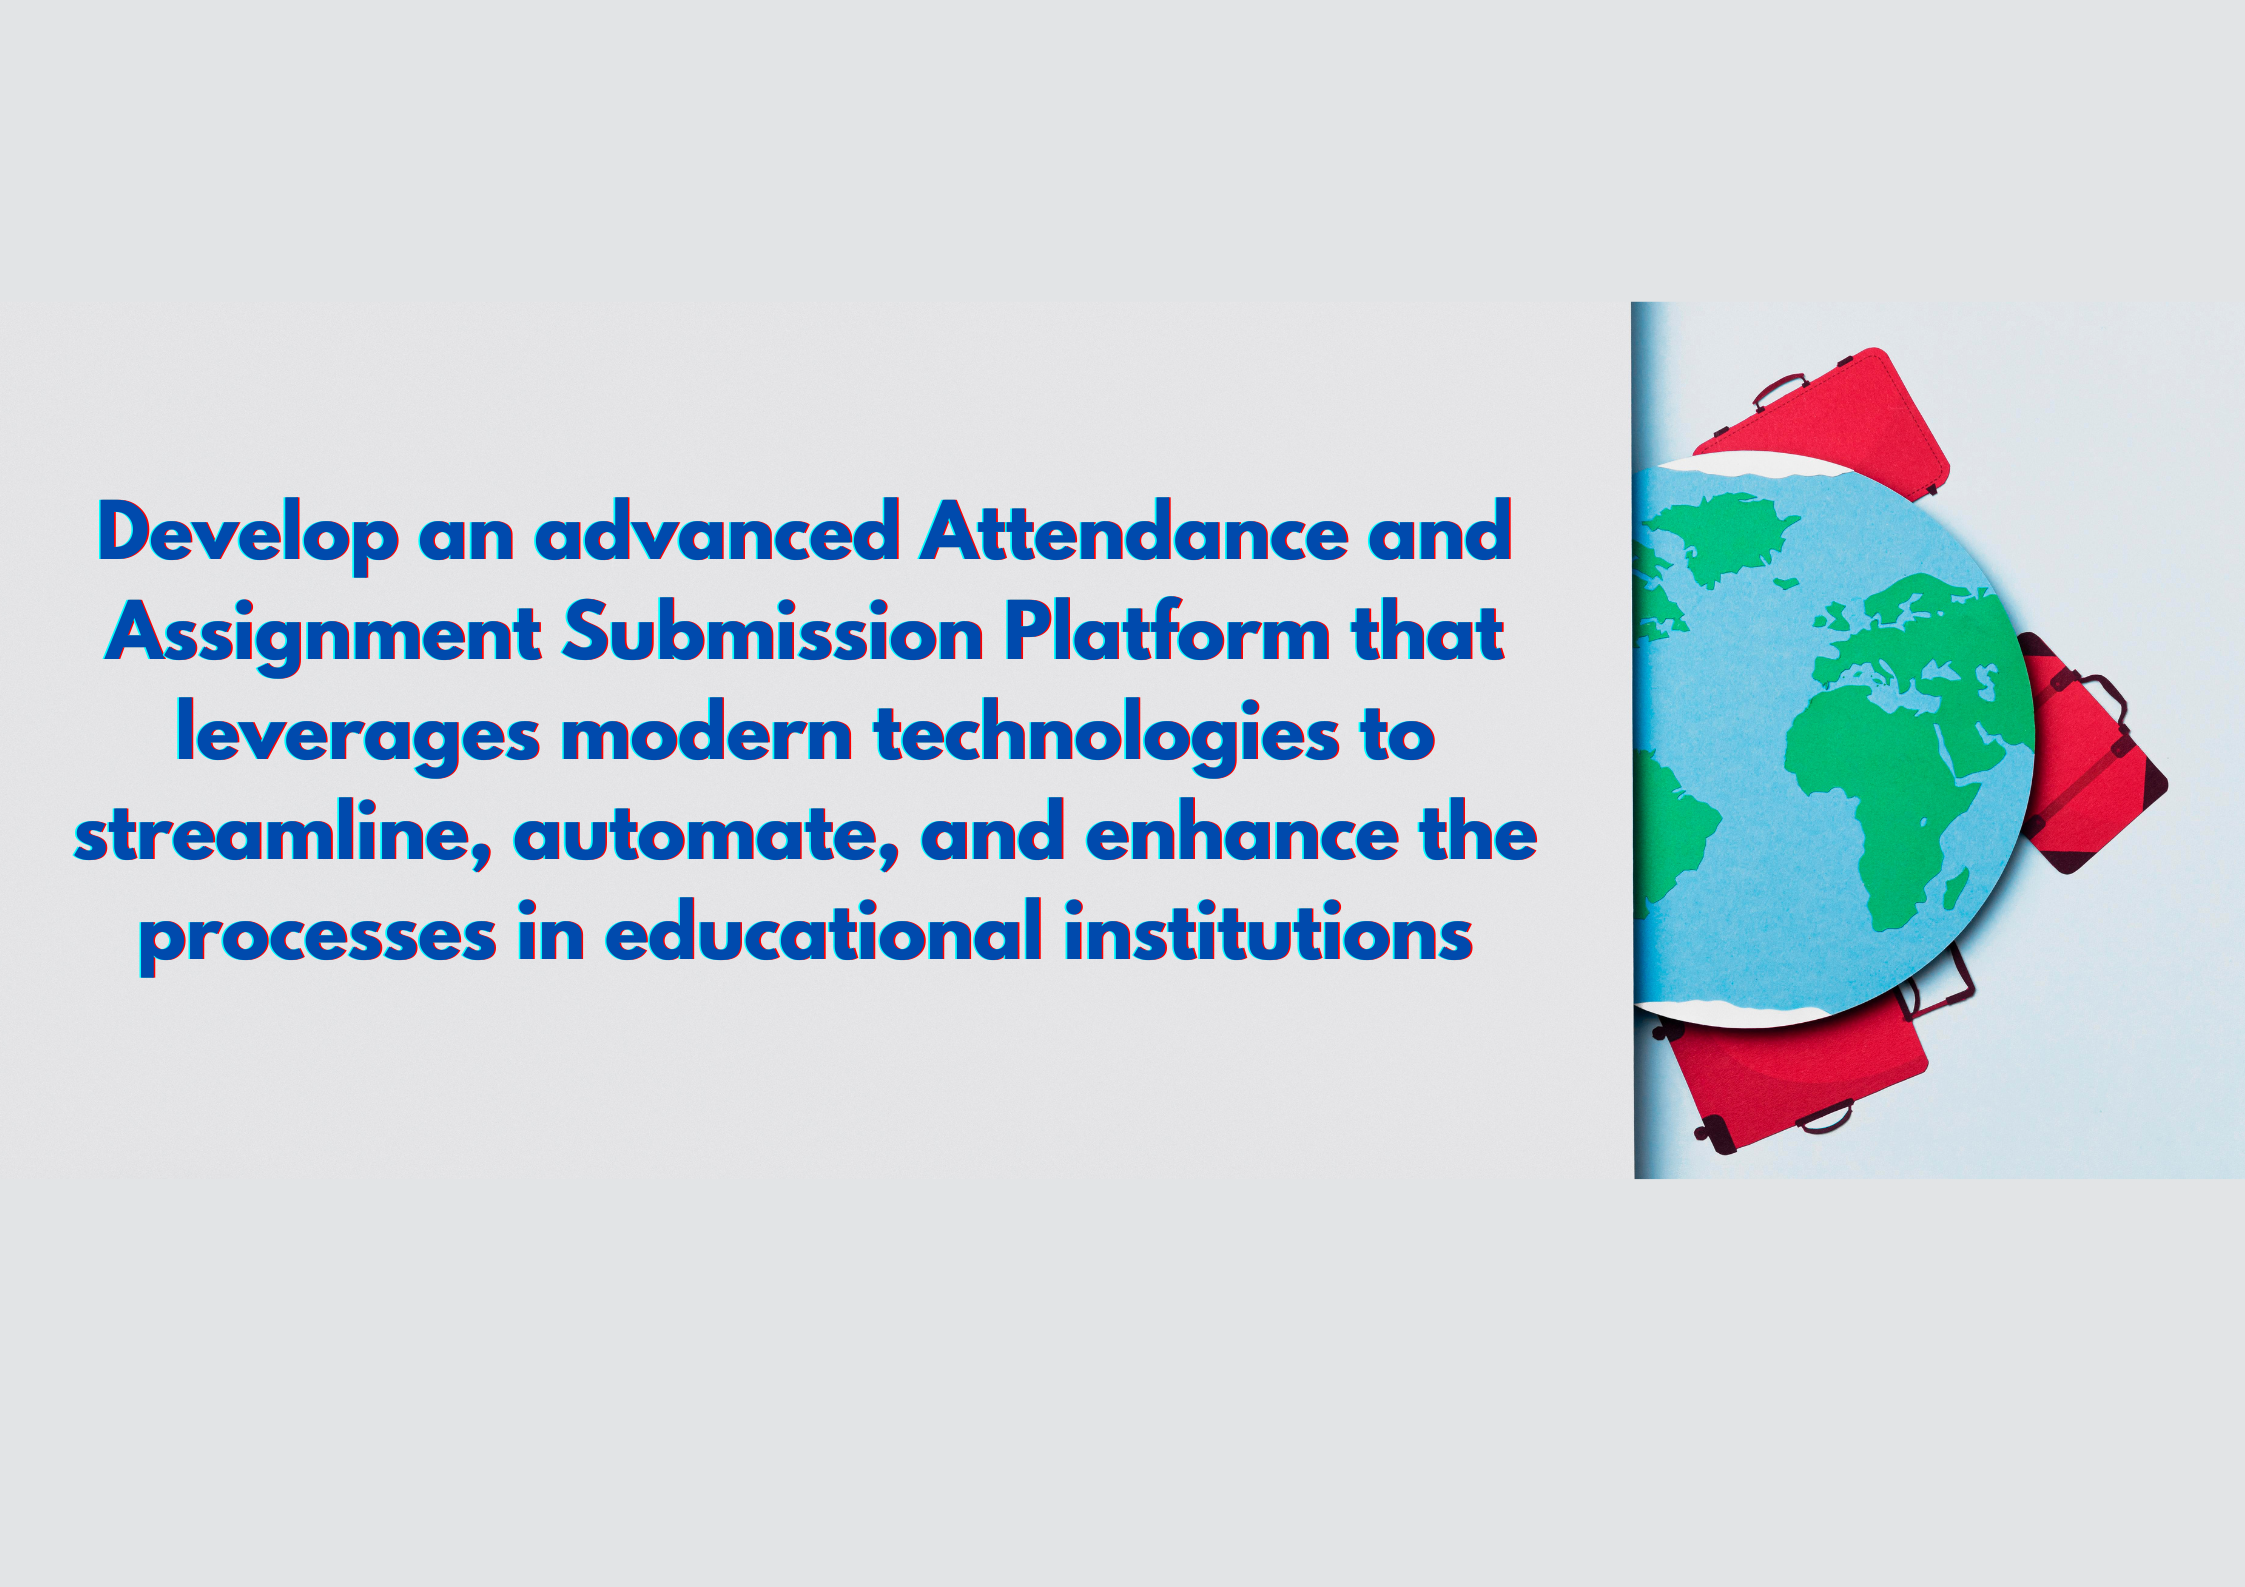 Develop an advanced Attendance and
Assignment Submission Platform that
leverages modern technologies to
streamline, automate, and enhance the
processes in educational institutions